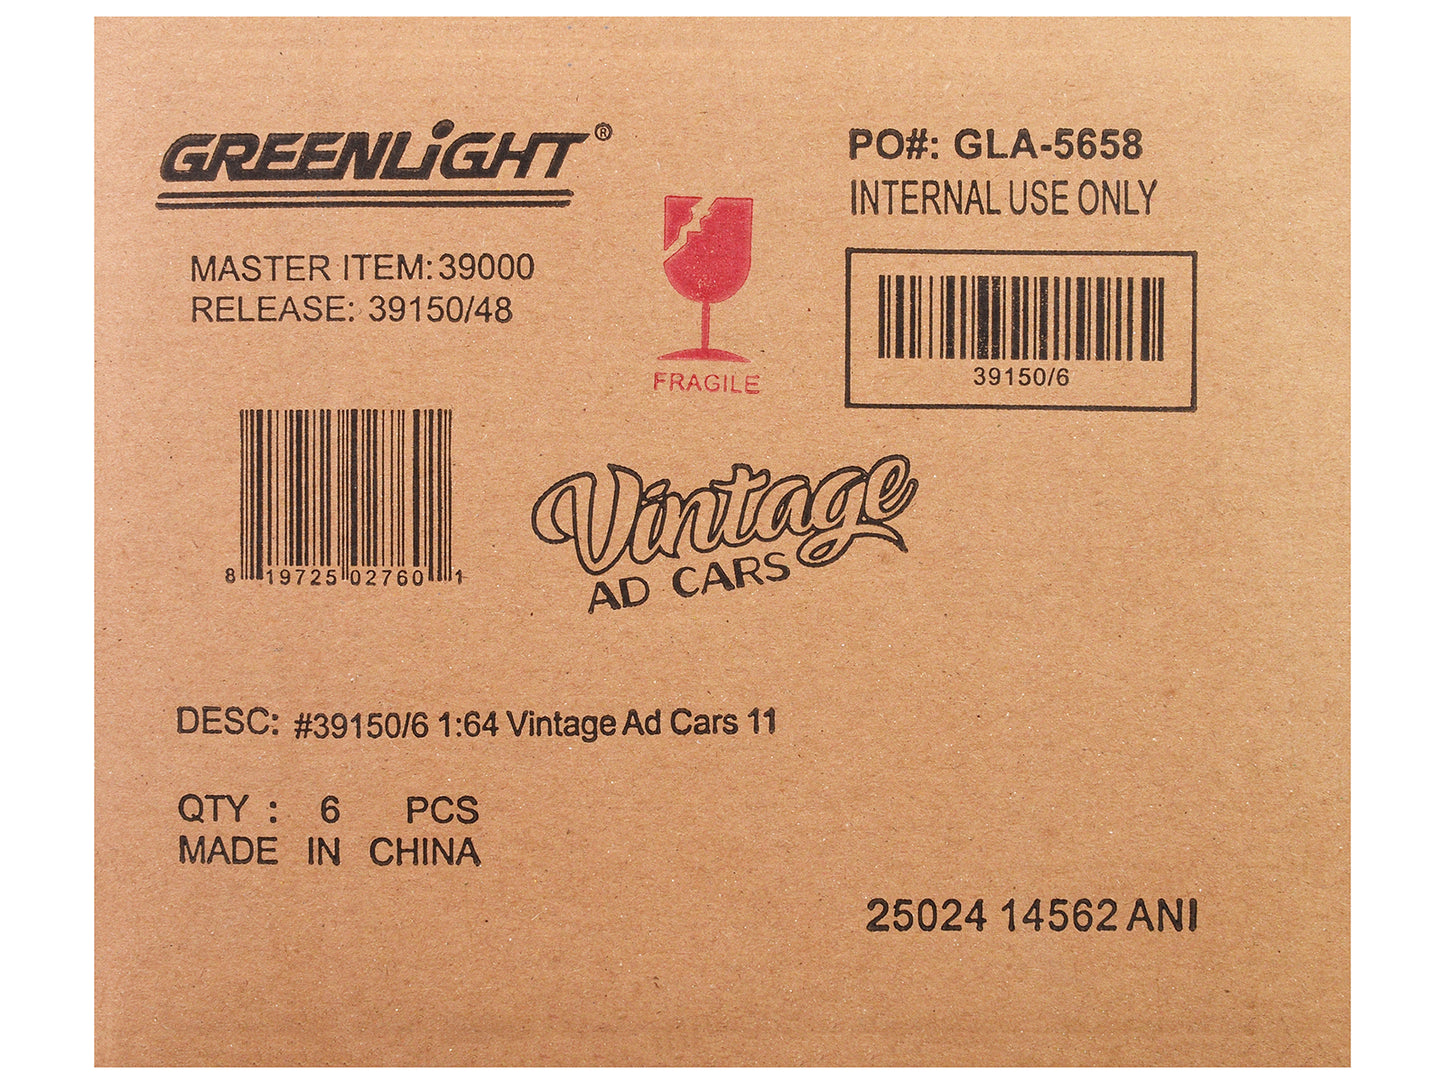 GREENLiGHT®
MASTER ITEM: 39000
RELEASE: 39150/48
8 19725 02760 1
FRAGILE
PO#: GLA-5658
INTERNAL USE ONLY
39150/6
Vintage
AD CARS
DESC: #39150/6 1:64 Vintage Ad Cars 11
QTY : 6 PCS
MADE IN CHINA
25024 14562 ANI